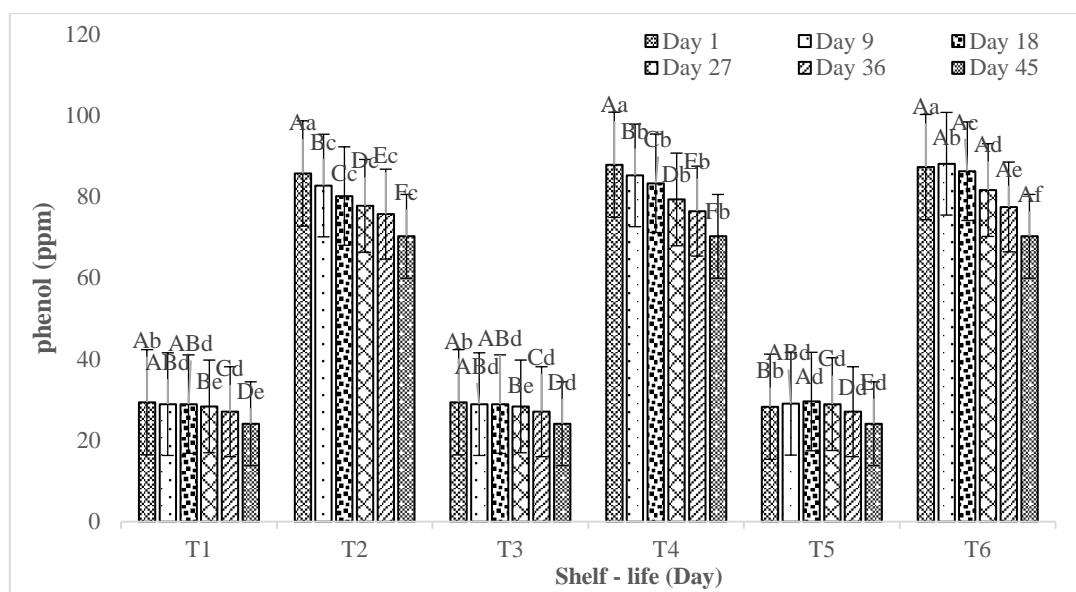 120
100
80
60
40
20
0
phenol (ppm)
Day 1 Day 9 Day 18
Day 27 Day 36 Day 45
Ab ABd ABd Be Cd De
Aa Bc Cc Dc Ec Fc
Ab ABd ABd Be Cd Dd
Aa Bb Cb Db Eb Fb
Bb ABd Ad Cd Dd Ed
Aa Ab Ac Ad Ae Af
T1 T2 T3 T4 T5 T6
Shelf - life (Day)